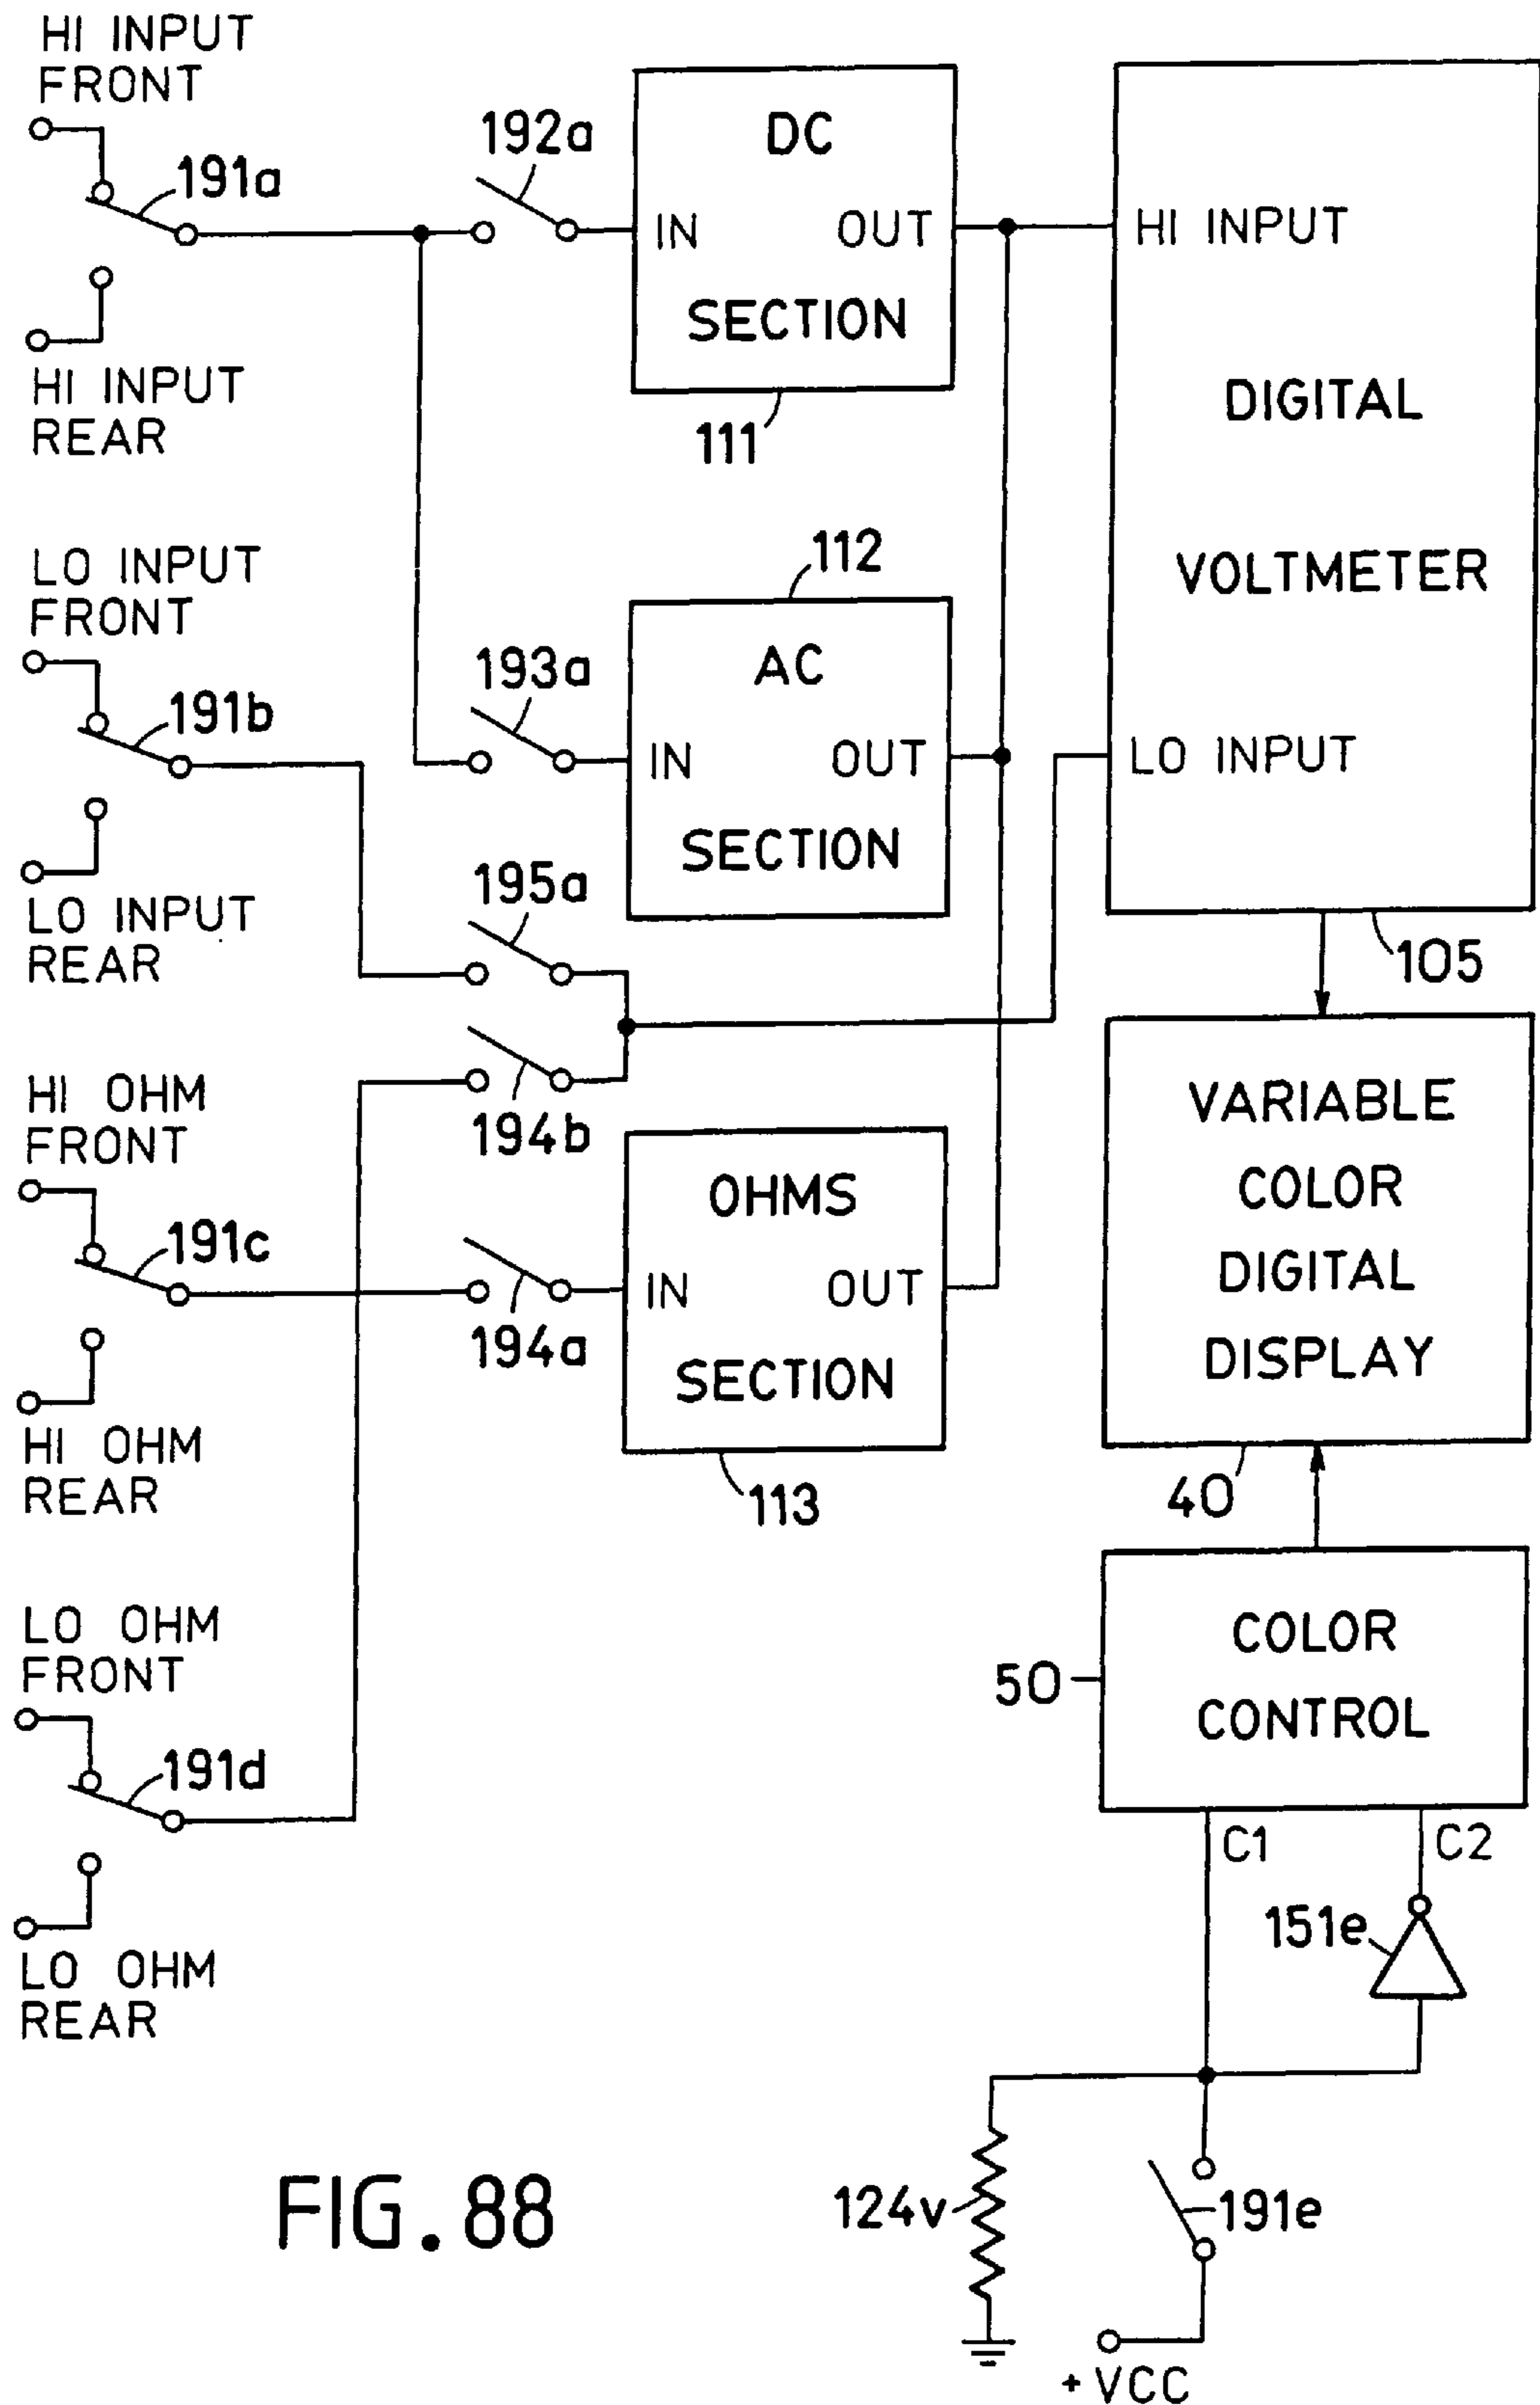 HI INPUT
FRONT
191a
HI INPUT
REAR
192a
DC
IN OUT
SECTION
111
HI INPUT
DIGITAL
VOLTMETER
LO INPUT
105
LO INPUT
FRONT
191b
LO INPUT
REAR
193a
112
AC
IN OUT
SECTION
195a
194b
HI OHM
FRONT
191c
HI OHM
REAR
194a
OHMS
IN OUT
SECTION
113
VARIABLE
COLOR
DIGITAL
DISPLAY
40
LO OHM
FRONT
191d
LO OHM
REAR
50
COLOR
CONTROL
C1
C2
151e
124v
191e
+VCC
FIG. 88